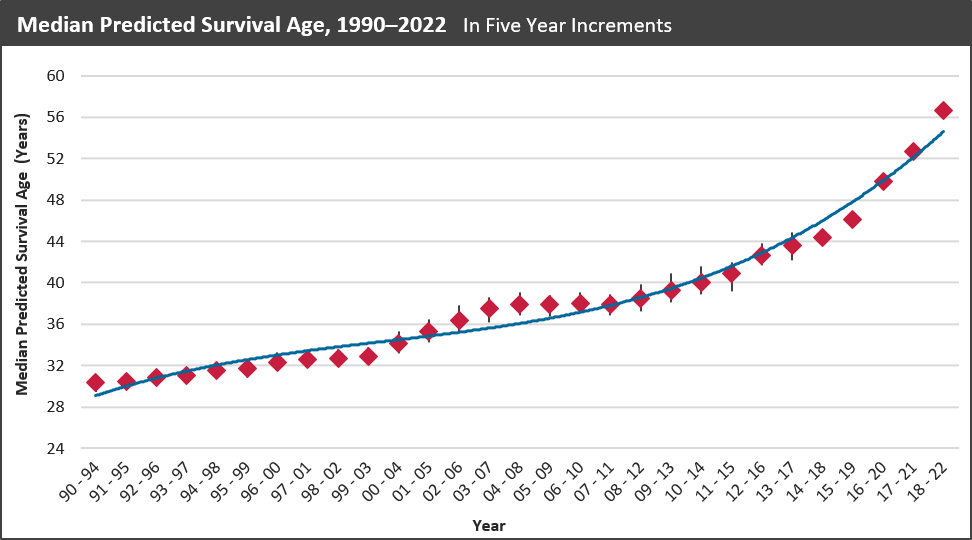 Median Predicted Survival Age, 1990–2022 In Five Year Increments
Median Predicted Survival Age (Years)
60
56
52
48
44
40
36
32
28
24
90 - 94
91 - 95
92 - 96
93 - 97
94 - 98
95 - 99
96 - 00
97 - 01
98 - 02
99 - 03
00 - 04
01 - 05
02 - 06
03 - 07
04 - 08
05 - 09
06 - 10
07 - 11
08 - 12
09 - 13
10 - 14
11 - 15
12 - 16
13 - 17
14 - 18
15 - 19
16 - 20
17 - 21
18 - 22
Year